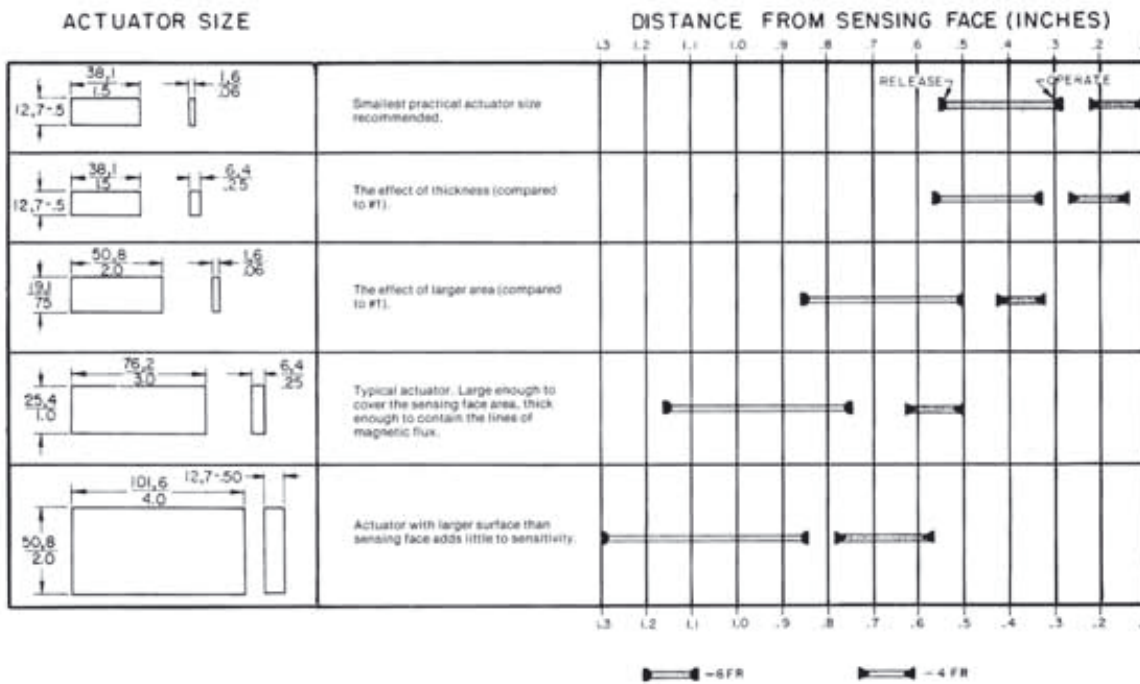 ACTUATOR SIZE
DISTANCE FROM SENSING FACE (INCHES)
1.3 1.2 1.1 1.0 .9 .8 .7 .6 .5 .4 .3 .2 .1
38,1
1.5
1,6
.06
12,7-.5
Smallest practical actuator size
recommended.
RELEASE
OPERATE
38,1
1.5
6,4
.25
12,7-.5
The effect of thickness (compared
to #1).
50,8
2.0
1,6
.06
19,1
.75
The effect of larger area (compared
to #1).
76,2
3.0
6,4
.25
25,4
1.0
Typical actuator. Large enough to
cover the sensing face area, thick
enough to contain the lines of
magnetic flux.
101,6
4.0
12,7-.50
50,8
2.0
Actuator with larger surface than
sensing face adds little to sensitivity.
1.3 1.2 1.1 1.0 .9 .8 .7 .6 .5 .4 .3 .2
-6FR
-4FR